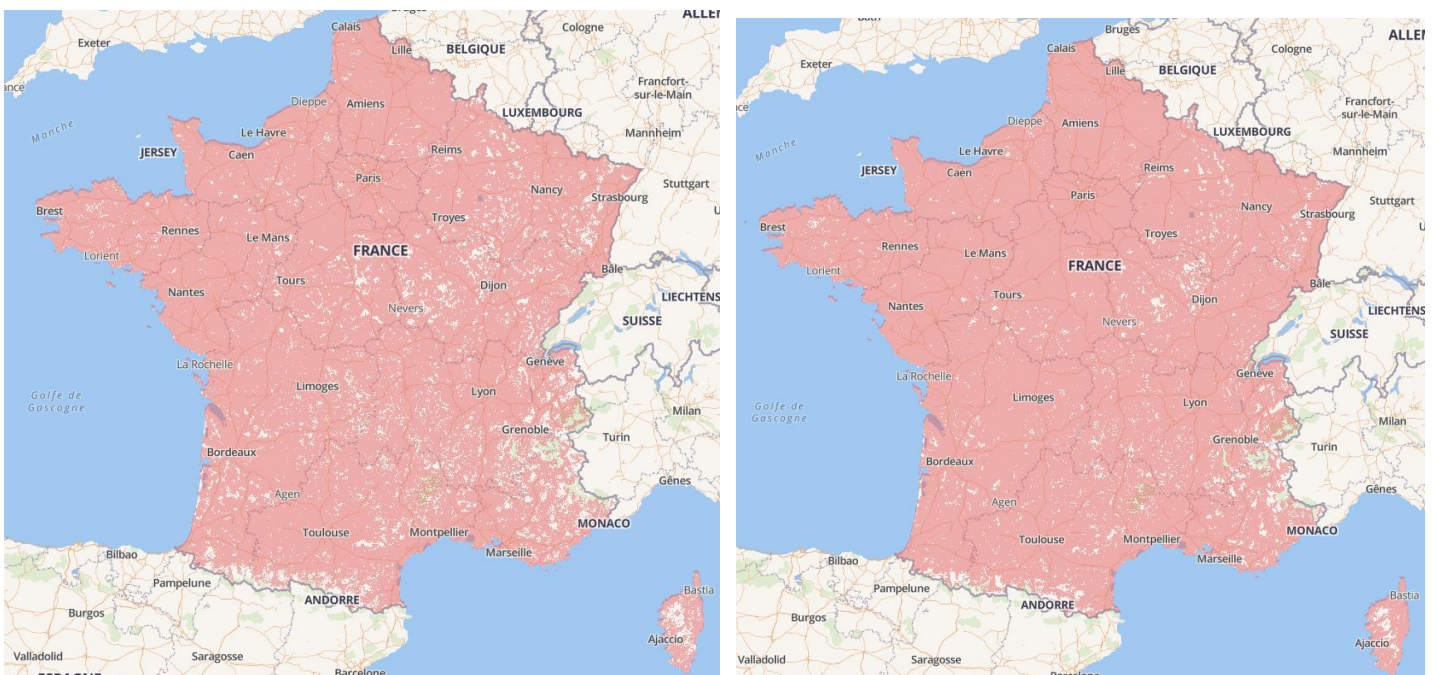 Calais
Bruges
ALLEM
Exeter
Lille
BELGIQUE
Cologne
Francfort-
sur-le-Main
Dieppe
Amiens
LUXEMBOURG
Manche
Le Havre
Mannheim
JERSEY
Caen
Reims
Paris
Nancy
Stuttgart
Strasbourg
Brest
Troyes
Rennes
Le Mans
FRANCE
Lorient
Bâle
Tours
Dijon
Nantes
Nevers
LIECHTENS
SUISSE
La Rochelle
Genève
Limoges
Lyon
Golfe de
Gascogne
Milan
Grenoble
Turin
Bordeaux
Gênes
Agen
MONACO
Toulouse
Montpellier
Marseille
Bilbao
Pampelune
Bastia
ANDORRE
Burgos
Ajaccio
Valladolid
Saragosse
Barcelone
ESPAGNE
Bruges
ALLEM
Calais
Cologne
Exeter
Lille
BELGIQUE
Francfort-
sur-le-Main
Dieppe
Amiens
LUXEMBOURG
Manche
Le Havre
Mannheim
JERSEY
Caen
Reims
Paris
Nancy
Stuttgart
Strasbourg
Brest
Troyes
Rennes
Le Mans
FRANCE
Lorient
Bâle
Tours
Dijon
Nantes
Nevers
LIECHTENS
SUISSE
La Rochelle
Genève
Limoges
Lyon
Golfe de
Gascogne
Milan
Grenoble
Turin
Bordeaux
Gênes
Agen
MONACO
Toulouse
Montpellier
Marseille
Bilbao
Pampelune
Bastia
ANDORRE
Burgos
Ajaccio
Valladolid
Saragosse